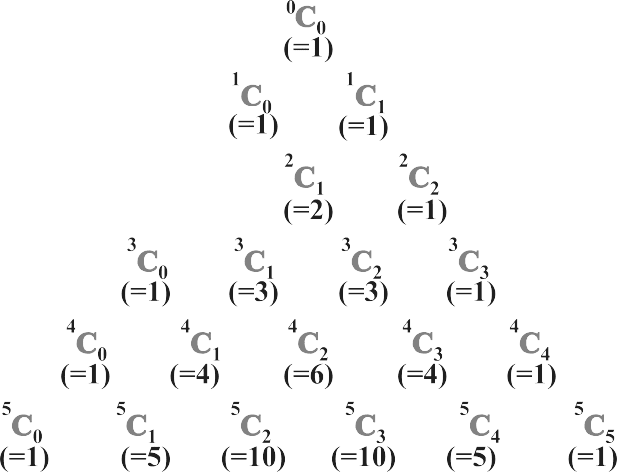 ⁰C₀
(=1)
¹C₀ ¹C₁
(=1) (=1)
²C₁ ²C₂
(=2) (=1)
³C₀ ³C₁ ³C₂ ³C₃
(=1) (=3) (=3) (=1)
⁴C₀ ⁴C₁ ⁴C₂ ⁴C₃ ⁴C₄
(=1) (=4) (=6) (=4) (=1)
⁵C₀ ⁵C₁ ⁵C₂ ⁵C₃ ⁵C₄ ⁵C₅
(=1) (=5) (=10) (=10) (=5) (=1)